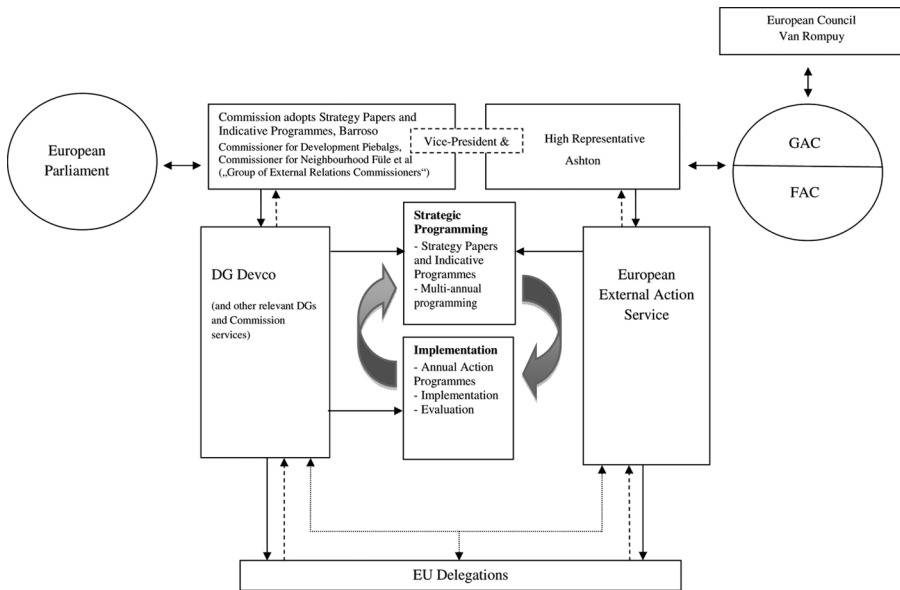 European Council
Van Rompuy
European
Parliament
Commission adopts Strategy Papers and
Indicative Programmes, Barroso
Commissioner for Development Piebalgs,
Commissioner for Neighbourhood Füle et al
(„Group of External Relations Commissioners“)
Vice-President &
High Representative
Ashton
GAC
FAC
DG Devco
(and other relevant DGs
and Commission
services)
Strategic
Programming
- Strategy Papers
and Indicative
Programmes
- Multi-annual
programming
European
External Action
Service
Implementation
- Annual Action
Programmes
- Implementation
- Evaluation
EU Delegations